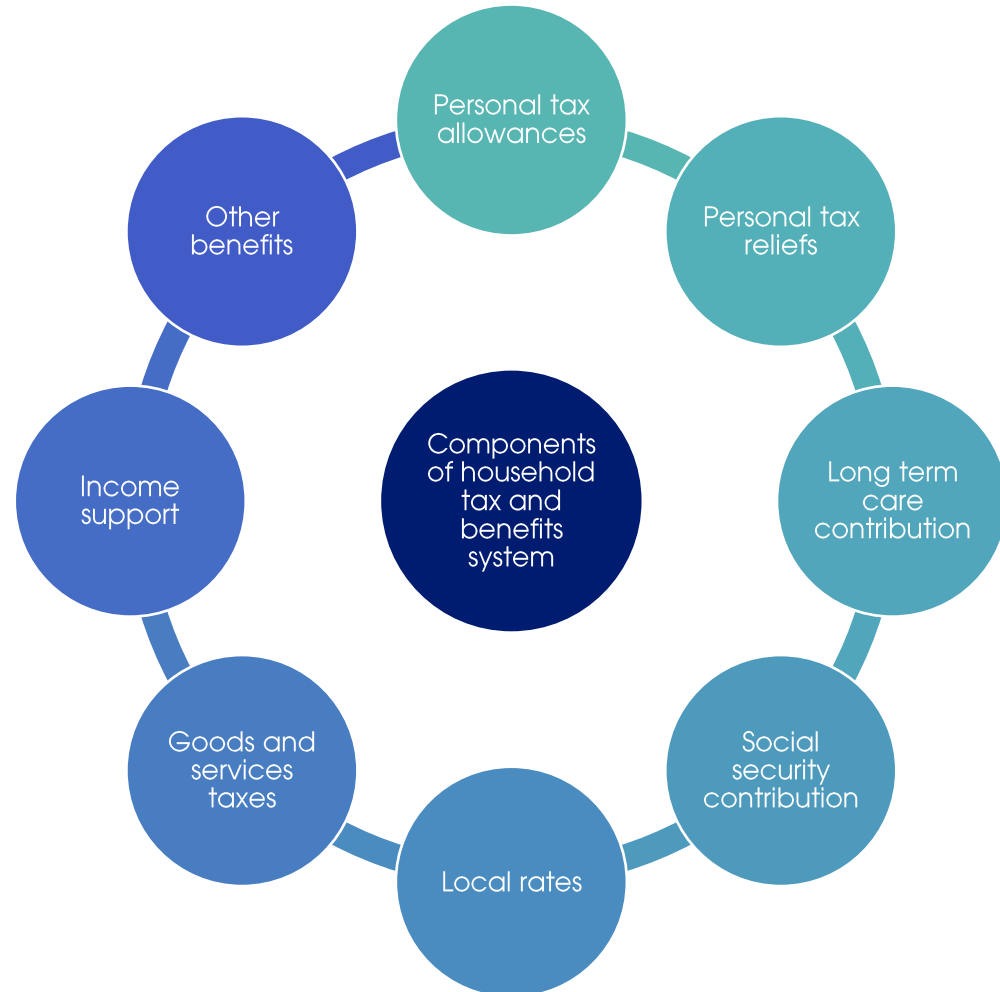 Personal tax
allowances
Personal tax
reliefs
Long term
care
contribution
Social
security
contribution
Local rates
Goods and
services
taxes
Income
support
Other
benefits
Components
of household
tax and
benefits
system